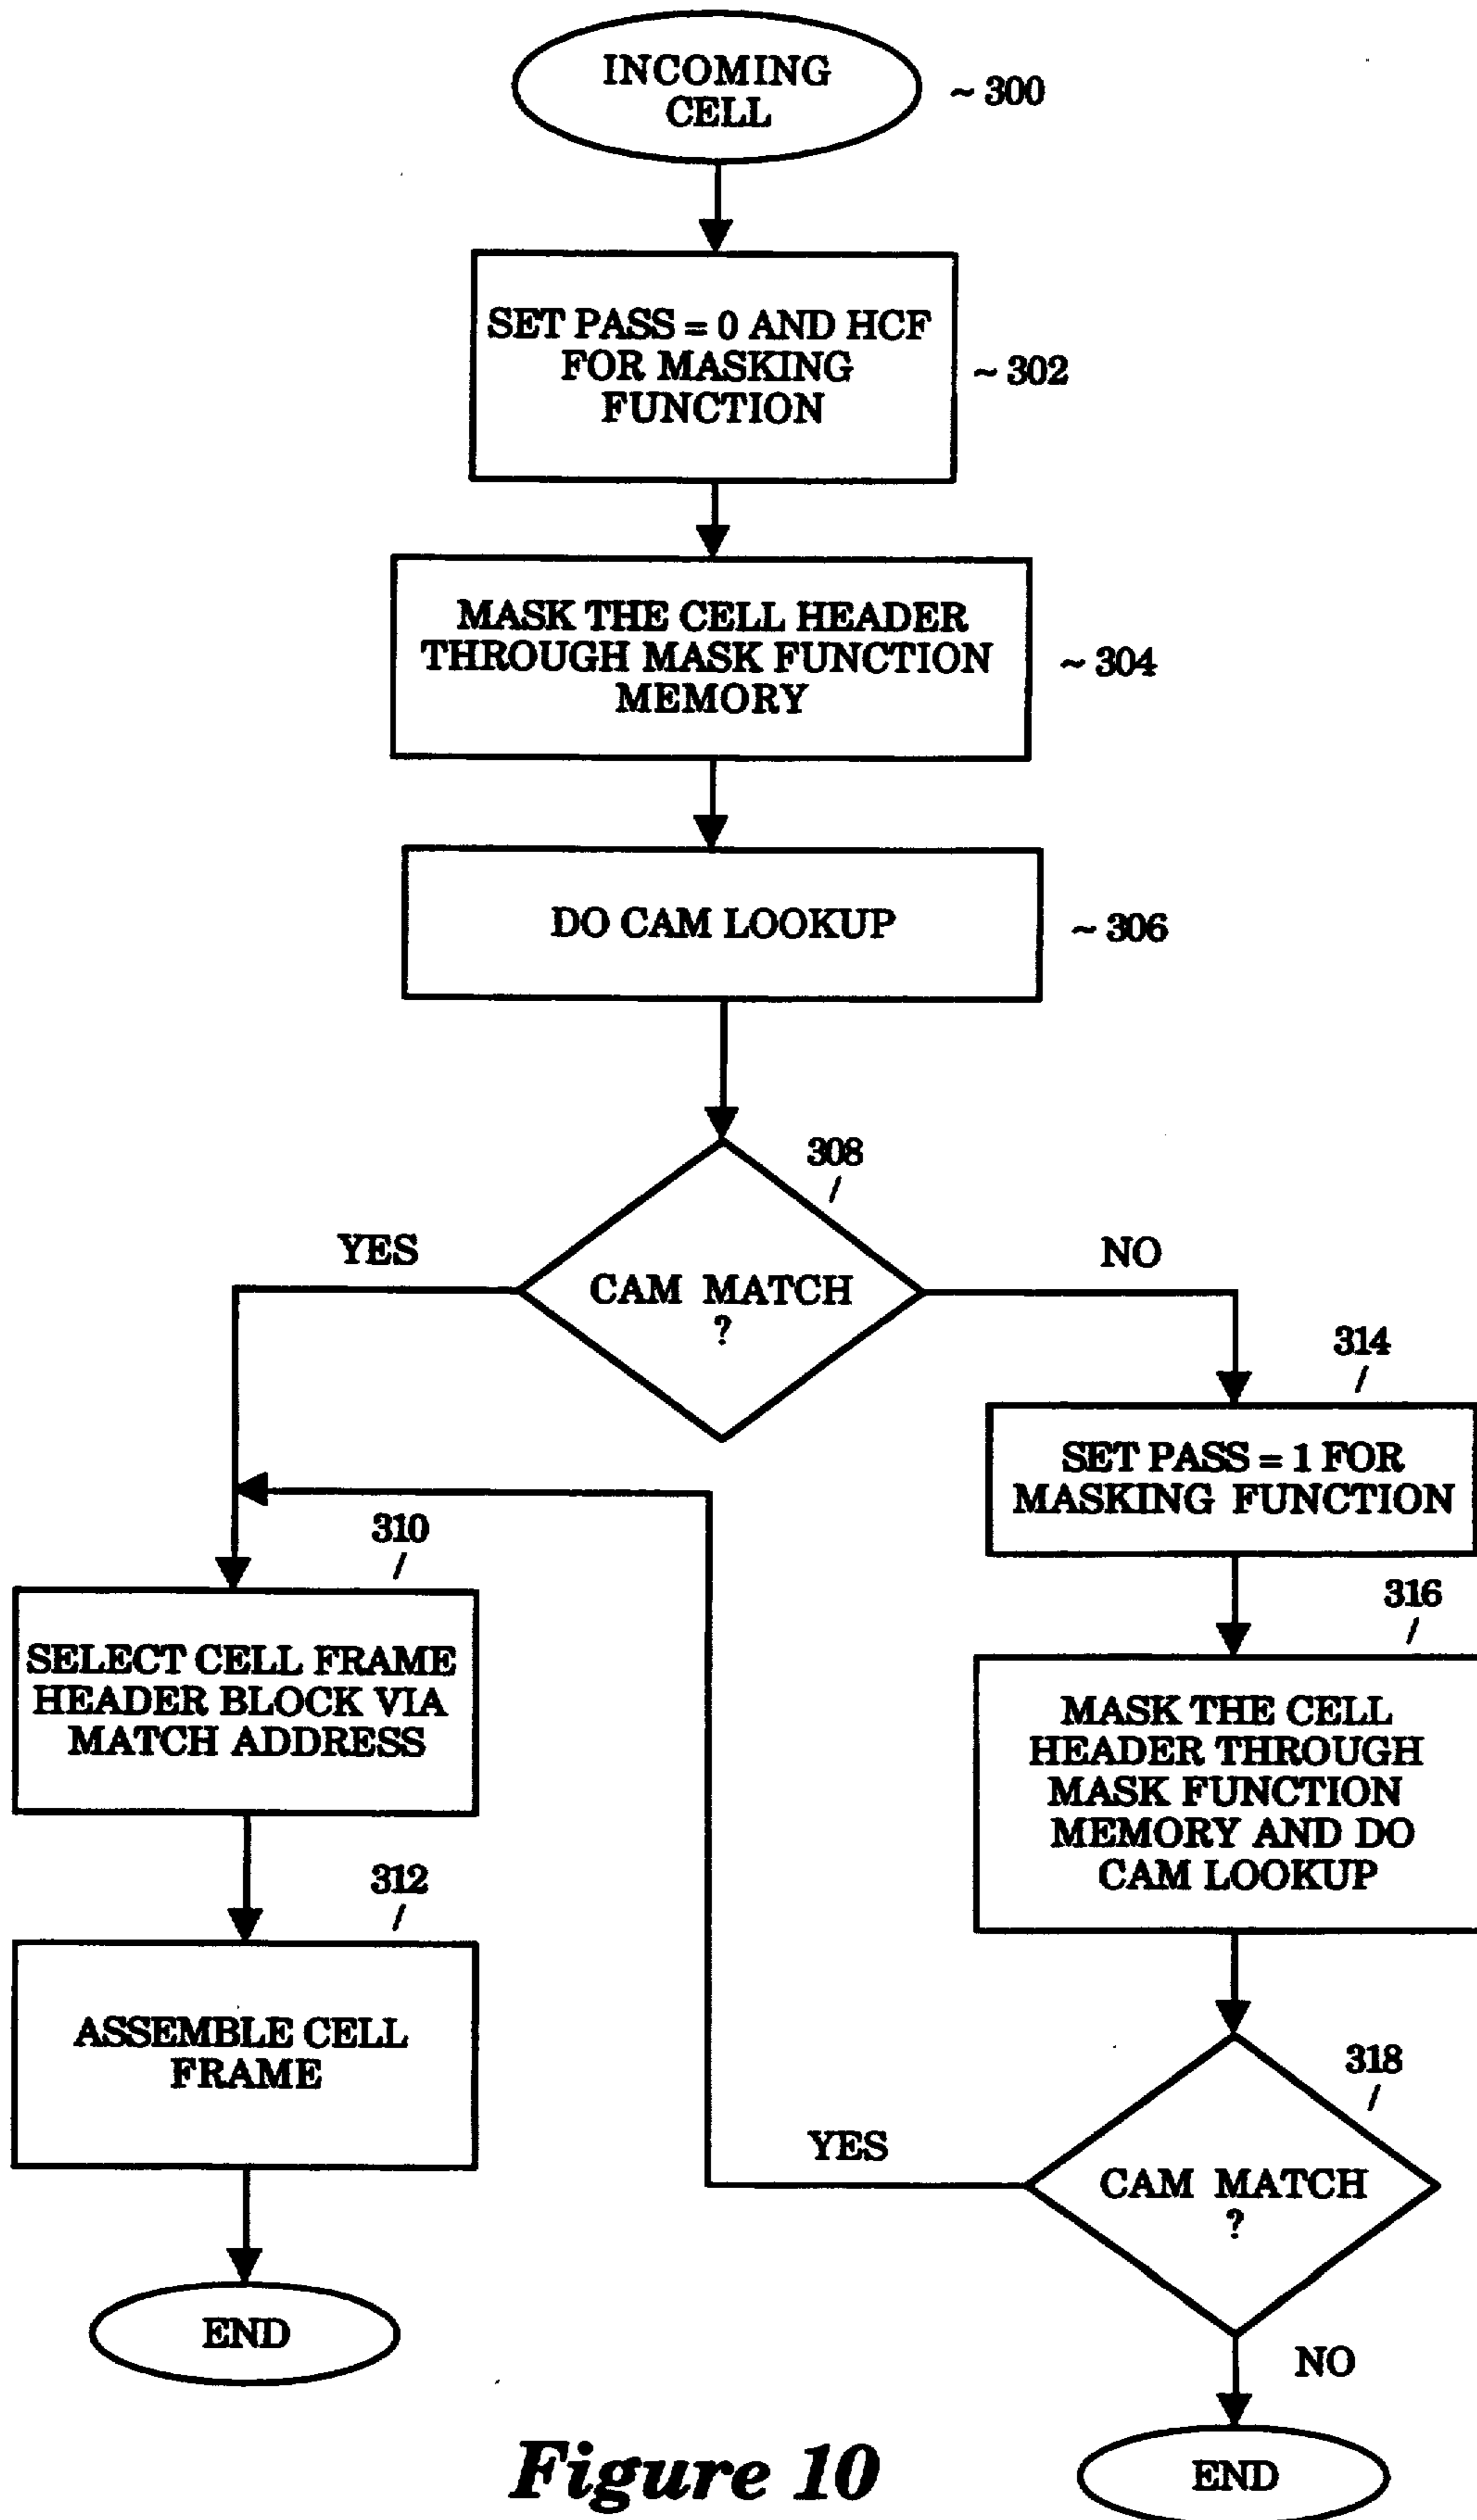 INCOMING
CELL
~ 300
SET PASS = 0 AND HCF
FOR MASKING
FUNCTION
~ 302
MASK THE CELL HEADER
THROUGH MASK FUNCTION
MEMORY
~ 304
DO CAM LOOKUP
~ 306
308
CAM MATCH
?
YES
NO
310
SELECT CELL FRAME
HEADER BLOCK VIA
MATCH ADDRESS
312
ASSEMBLE CELL
FRAME
END
314
SET PASS = 1 FOR
MASKING FUNCTION
316
MASK THE CELL
HEADER THROUGH
MASK FUNCTION
MEMORY AND DO
CAM LOOKUP
318
CAM MATCH
?
YES
NO
END
Figure 10